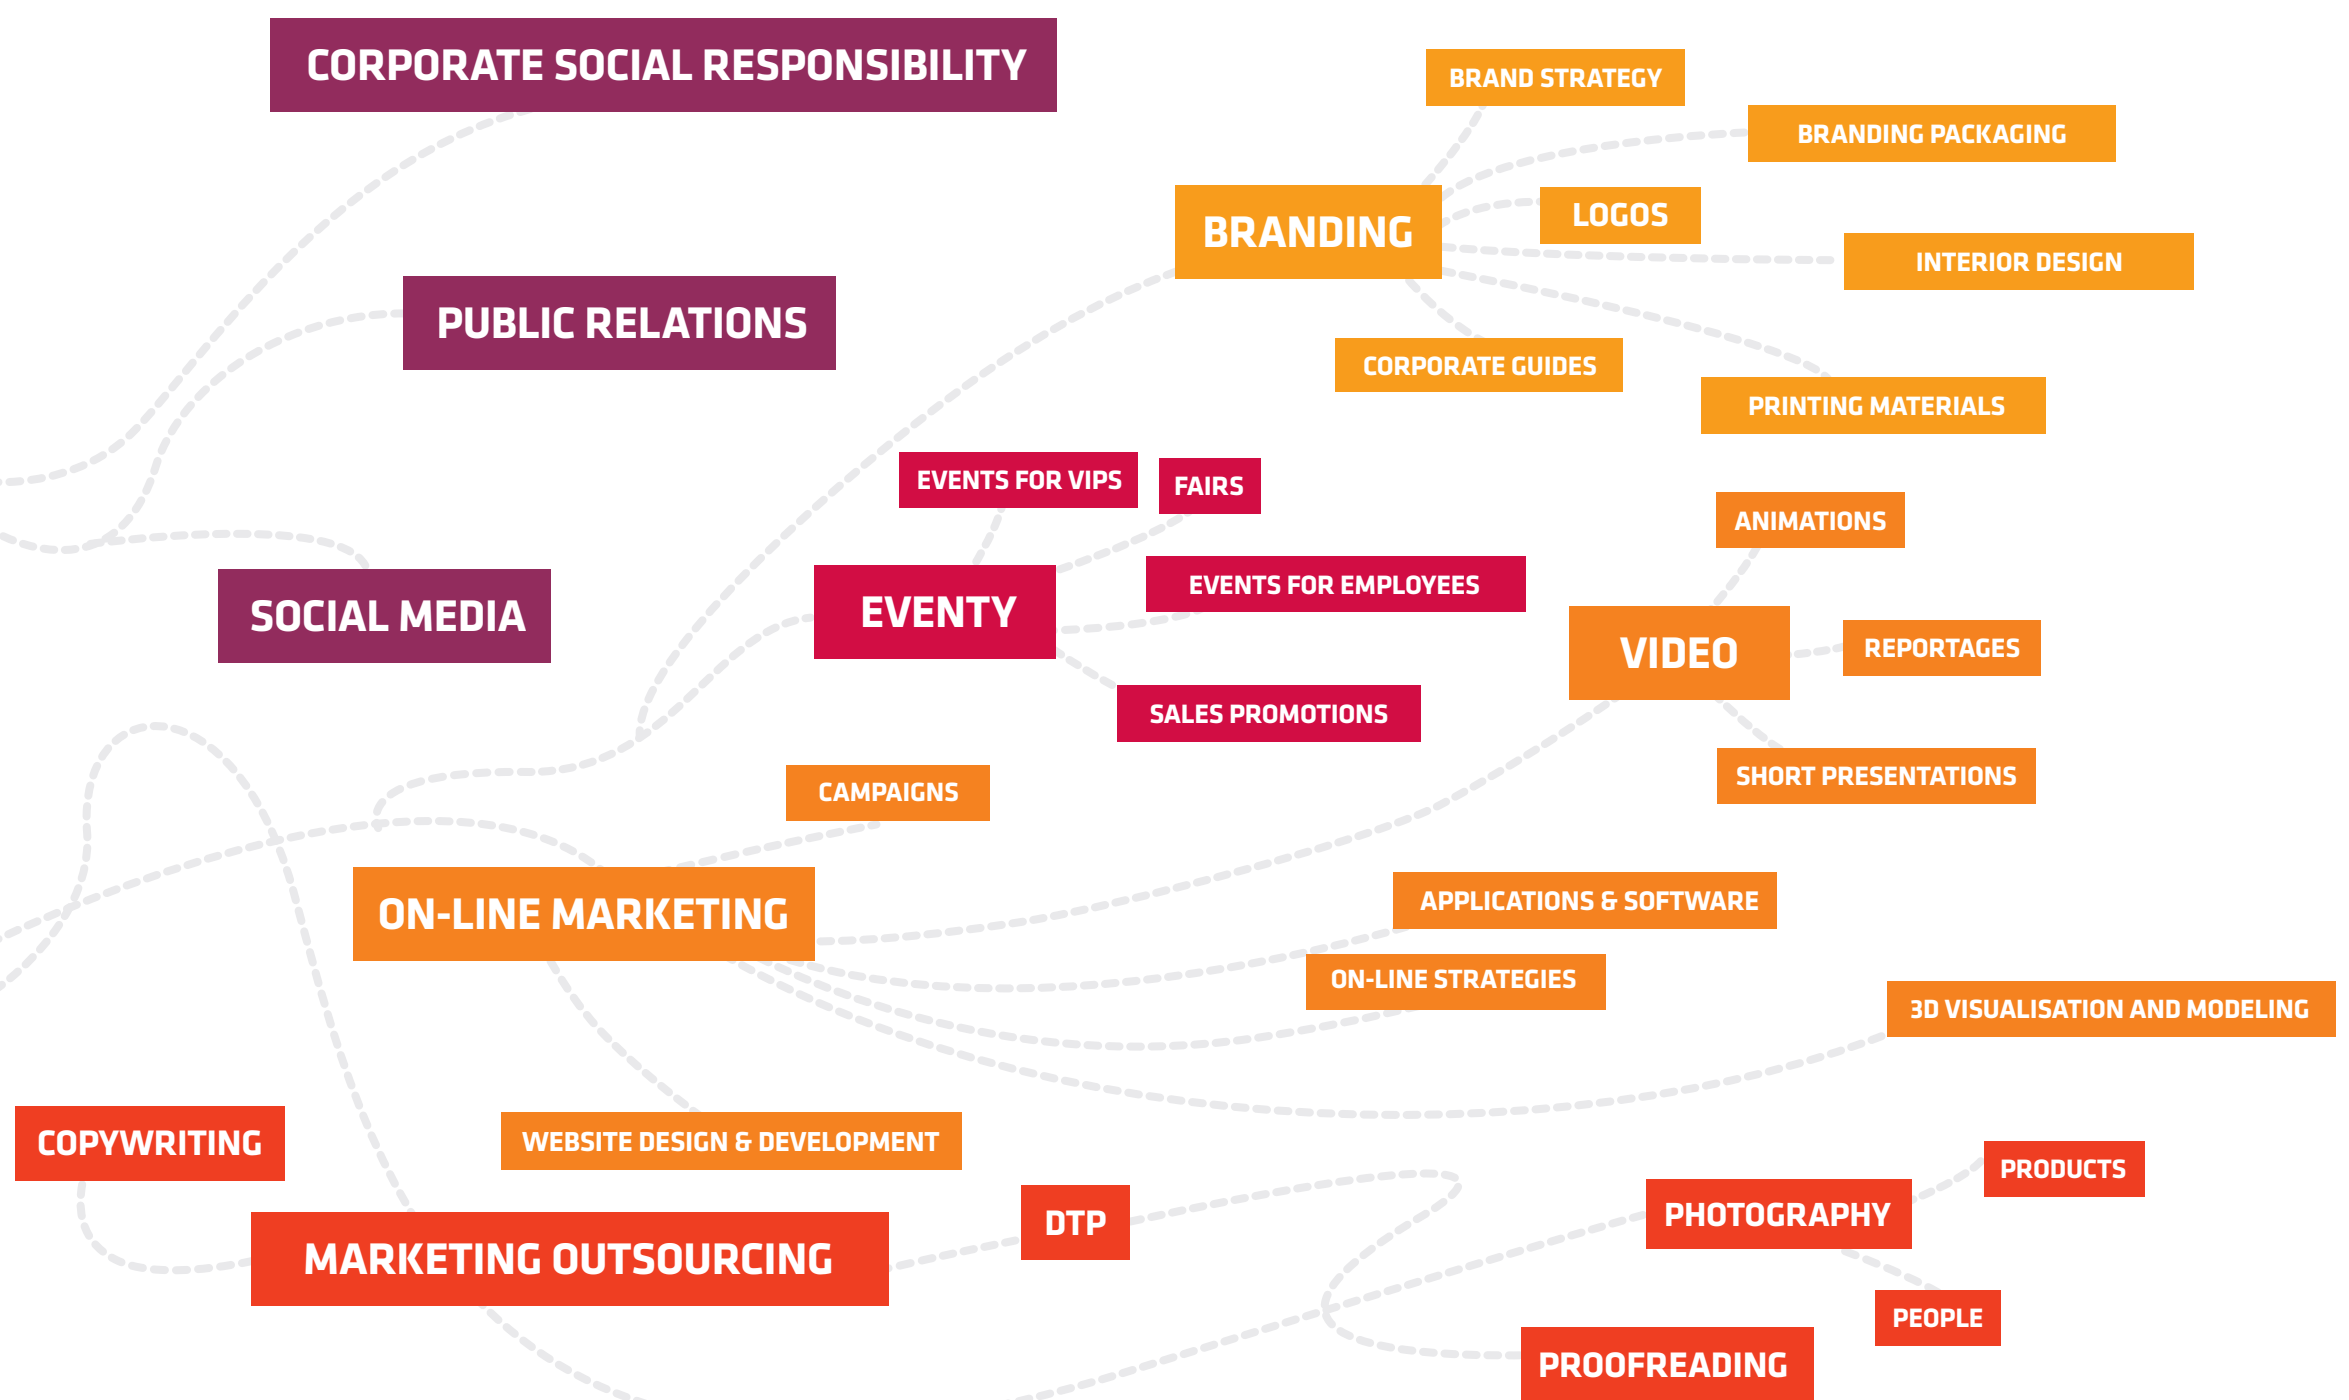 CORPORATE SOCIAL RESPONSIBILITY
BRAND STRATEGY
BRANDING PACKAGING
BRANDING
LOGOS
INTERIOR DESIGN
PUBLIC RELATIONS
CORPORATE GUIDES
PRINTING MATERIALS
EVENTS FOR VIPS
FAIRS
ANIMATIONS
EVENTS FOR EMPLOYEES
SOCIAL MEDIA
EVENTY
VIDEO
REPORTAGES
SALES PROMOTIONS
SHORT PRESENTATIONS
CAMPAIGNS
ON-LINE MARKETING
APPLICATIONS & SOFTWARE
ON-LINE STRATEGIES
3D VISUALISATION AND MODELING
COPYWRITING
WEBSITE DESIGN & DEVELOPMENT
PRODUCTS
DTP
PHOTOGRAPHY
MARKETING OUTSOURCING
PEOPLE
PROOFREADING